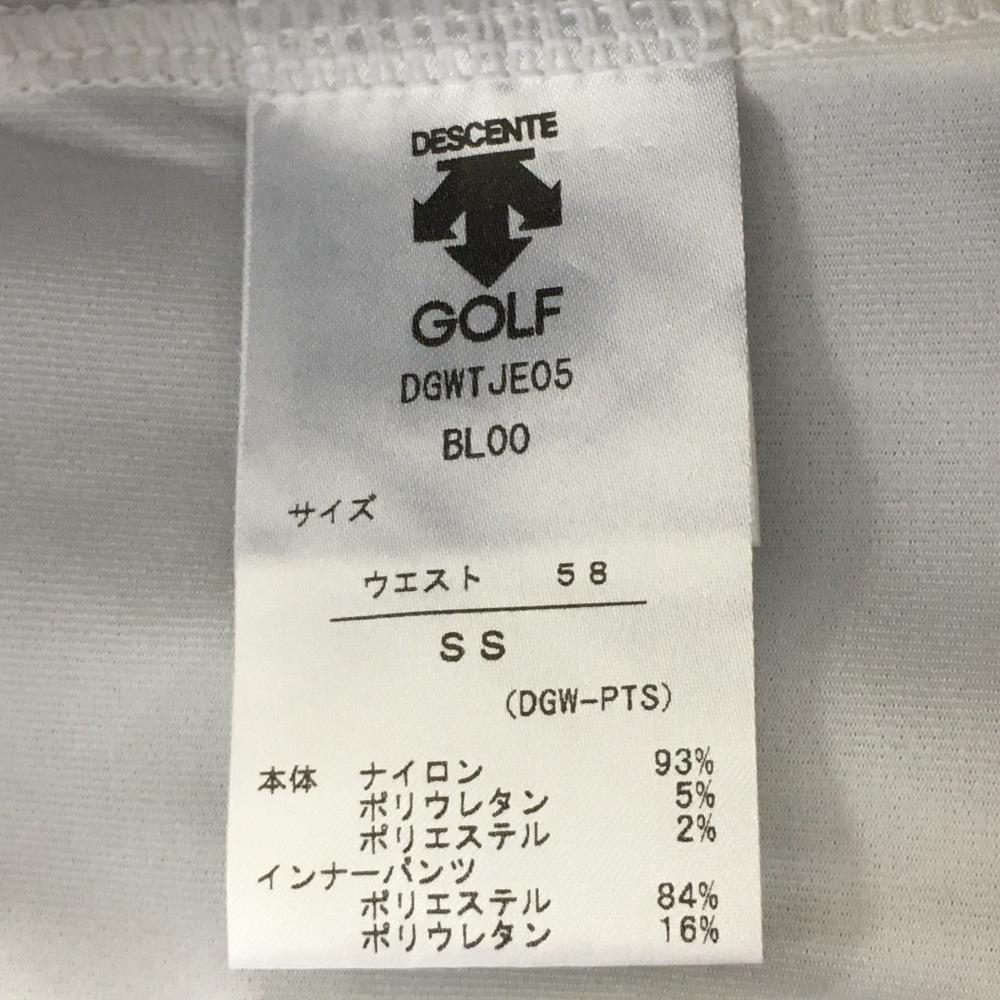 DESCENTE
GOLF
DGWTJE05
BL00
サイズ
ウエスト 58
SS
(DGW-PTS)
本体 ナイロン 93%
ポリウレタン 5%
ポリエステル 2%
インナーパンツ
ポリエステル 84%
ポリウレタン 16%